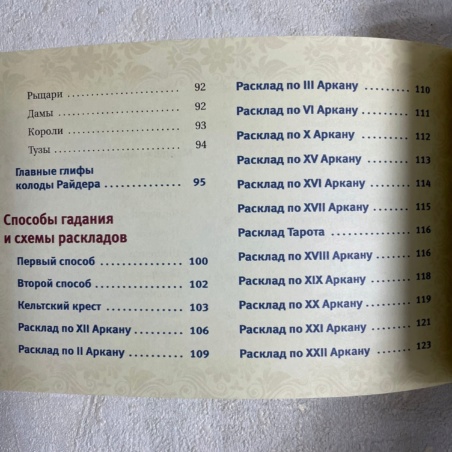 Рыцари .......................... 92
Дамы ............................ 92
Короли .......................... 93
Тузы ............................ 94
Главные глифы
колоды Райдера ............ 95
Способы гадания
и схемы раскладов
Первый способ ............. 100
Второй способ .............. 102
Кельтский крест ............ 103
Расклад по XII Аркану ......... 106
Расклад по II Аркану ........... 109
Расклад по III Аркану ......... 110
Расклад по VI Аркану .......... 111
Расклад по X Аркану ........... 112
Расклад по XV Аркану .......... 113
Расклад по XVI Аркану ......... 114
Расклад по XVII Аркану ........ 115
Расклад Тарота ................ 116
Расклад по XVIII Аркану ....... 116
Расклад по XIX Аркану ......... 118
Расклад по XX Аркану .......... 119
Расклад по XXI Аркану ......... 121
Расклад по XXII Аркану ........ 123